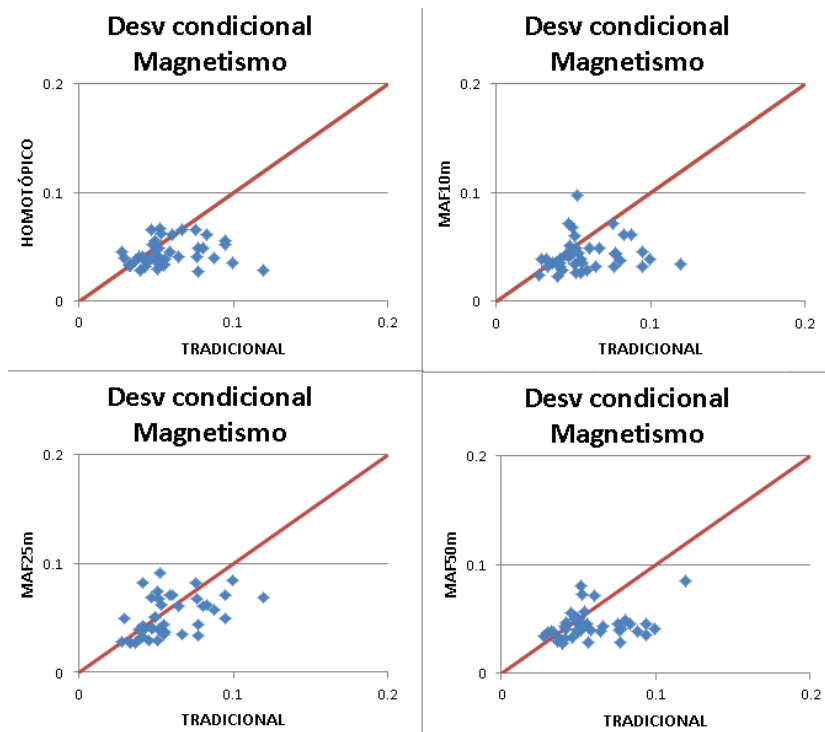 Desv condicional
Magnetismo
0.2
HOMOTÓPICO
0.1
0
0
0.1
0.2
TRADICIONAL
Desv condicional
Magnetismo
0.2
MAF10m
0.1
0
0
0.1
0.2
TRADICIONAL
Desv condicional
Magnetismo
0.2
MAF25m
0.1
0
0
0.1
0.2
TRADICIONAL
Desv condicional
Magnetismo
0.2
MAF50m
0.1
0
0
0.1
0.2
TRADICIONAL